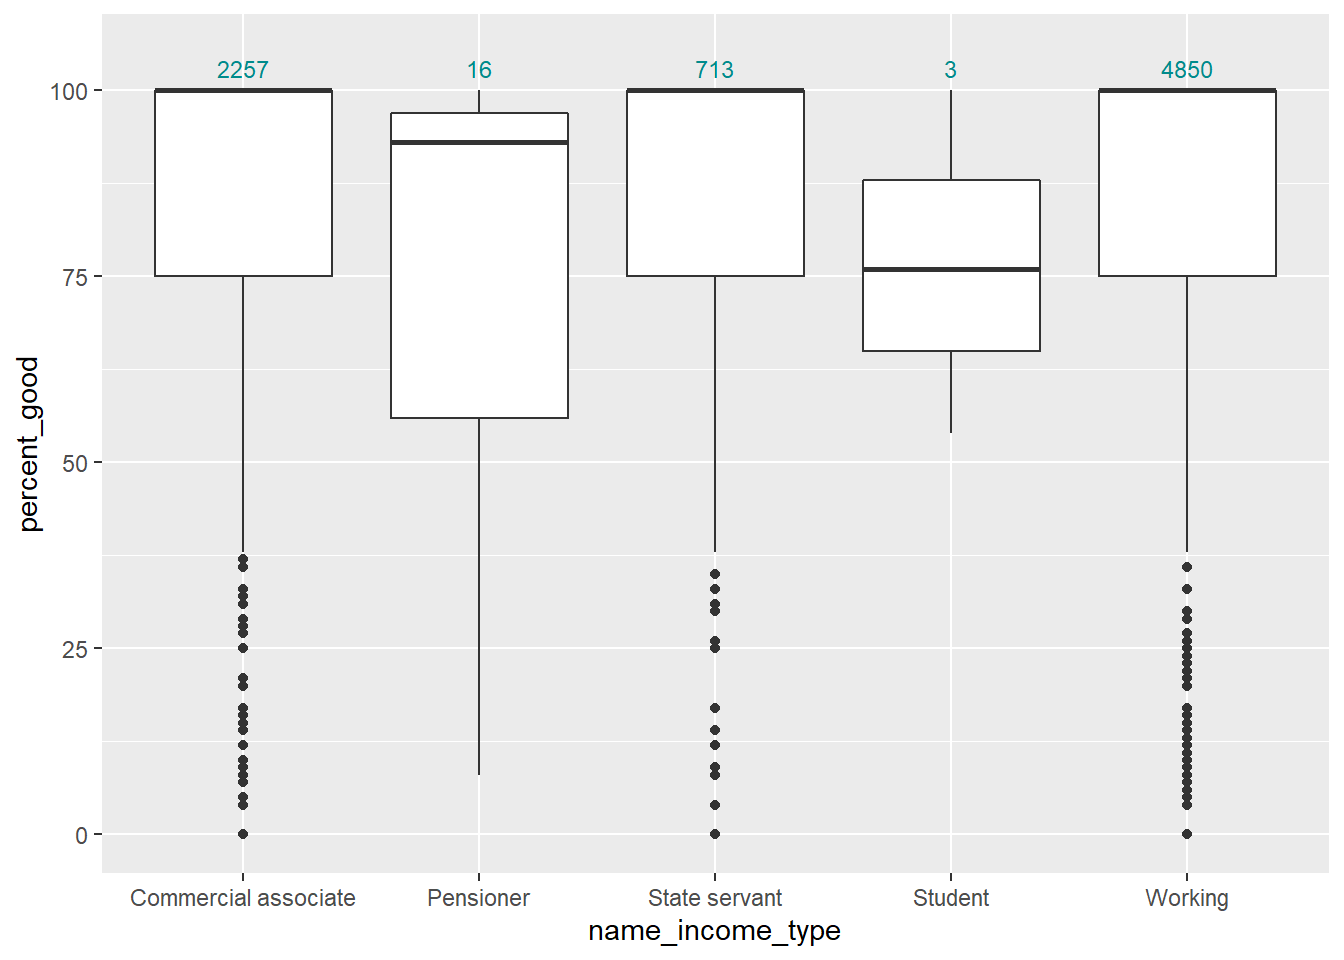 2257 16 713 3 4850
100
75
50
25
0
percent_good
Commercial associate Pensioner State servant Student Working
name_income_type